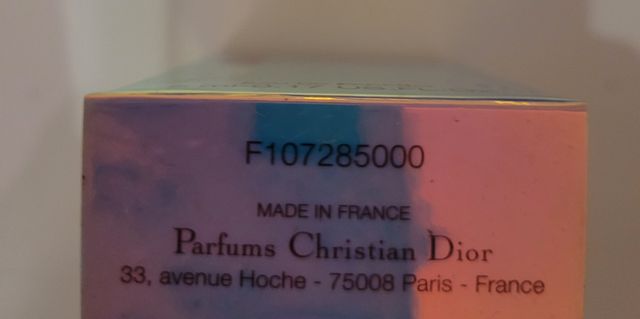 F107285000
MADE IN FRANCE
Parfums Christian Dior
33, avenue Hoche - 75008 Paris - France